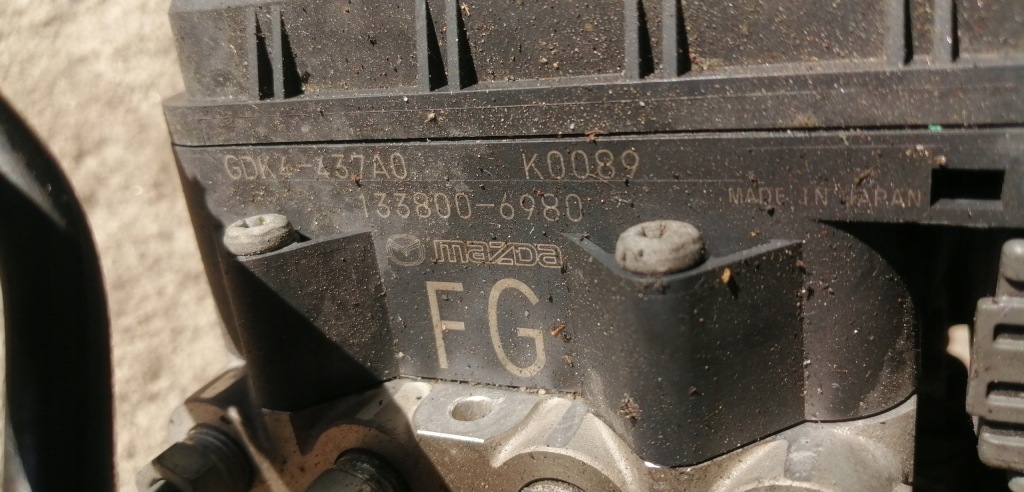 GDK4-437A0 K0089
133800-6980 MADE IN JAPAN
mazda
FG